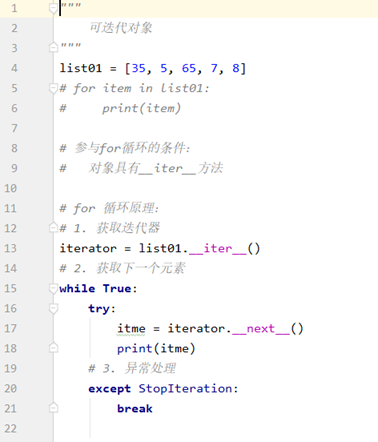 1 """
2     可迭代对象
3 """
4 list01 = [35, 5, 65, 7, 8]
5 # for item in list01:
6 #     print(item)
7
8 # 参与for循环的条件:
9 #   对象具有__iter__方法
10
11 # for 循环原理:
12 # 1. 获取迭代器
13 iterator = list01.__iter__()
14 # 2. 获取下一个元素
15 while True:
16     try:
17         itme = iterator.__next__()
18         print(itme)
19     # 3. 异常处理
20     except StopIteration:
21         break
22